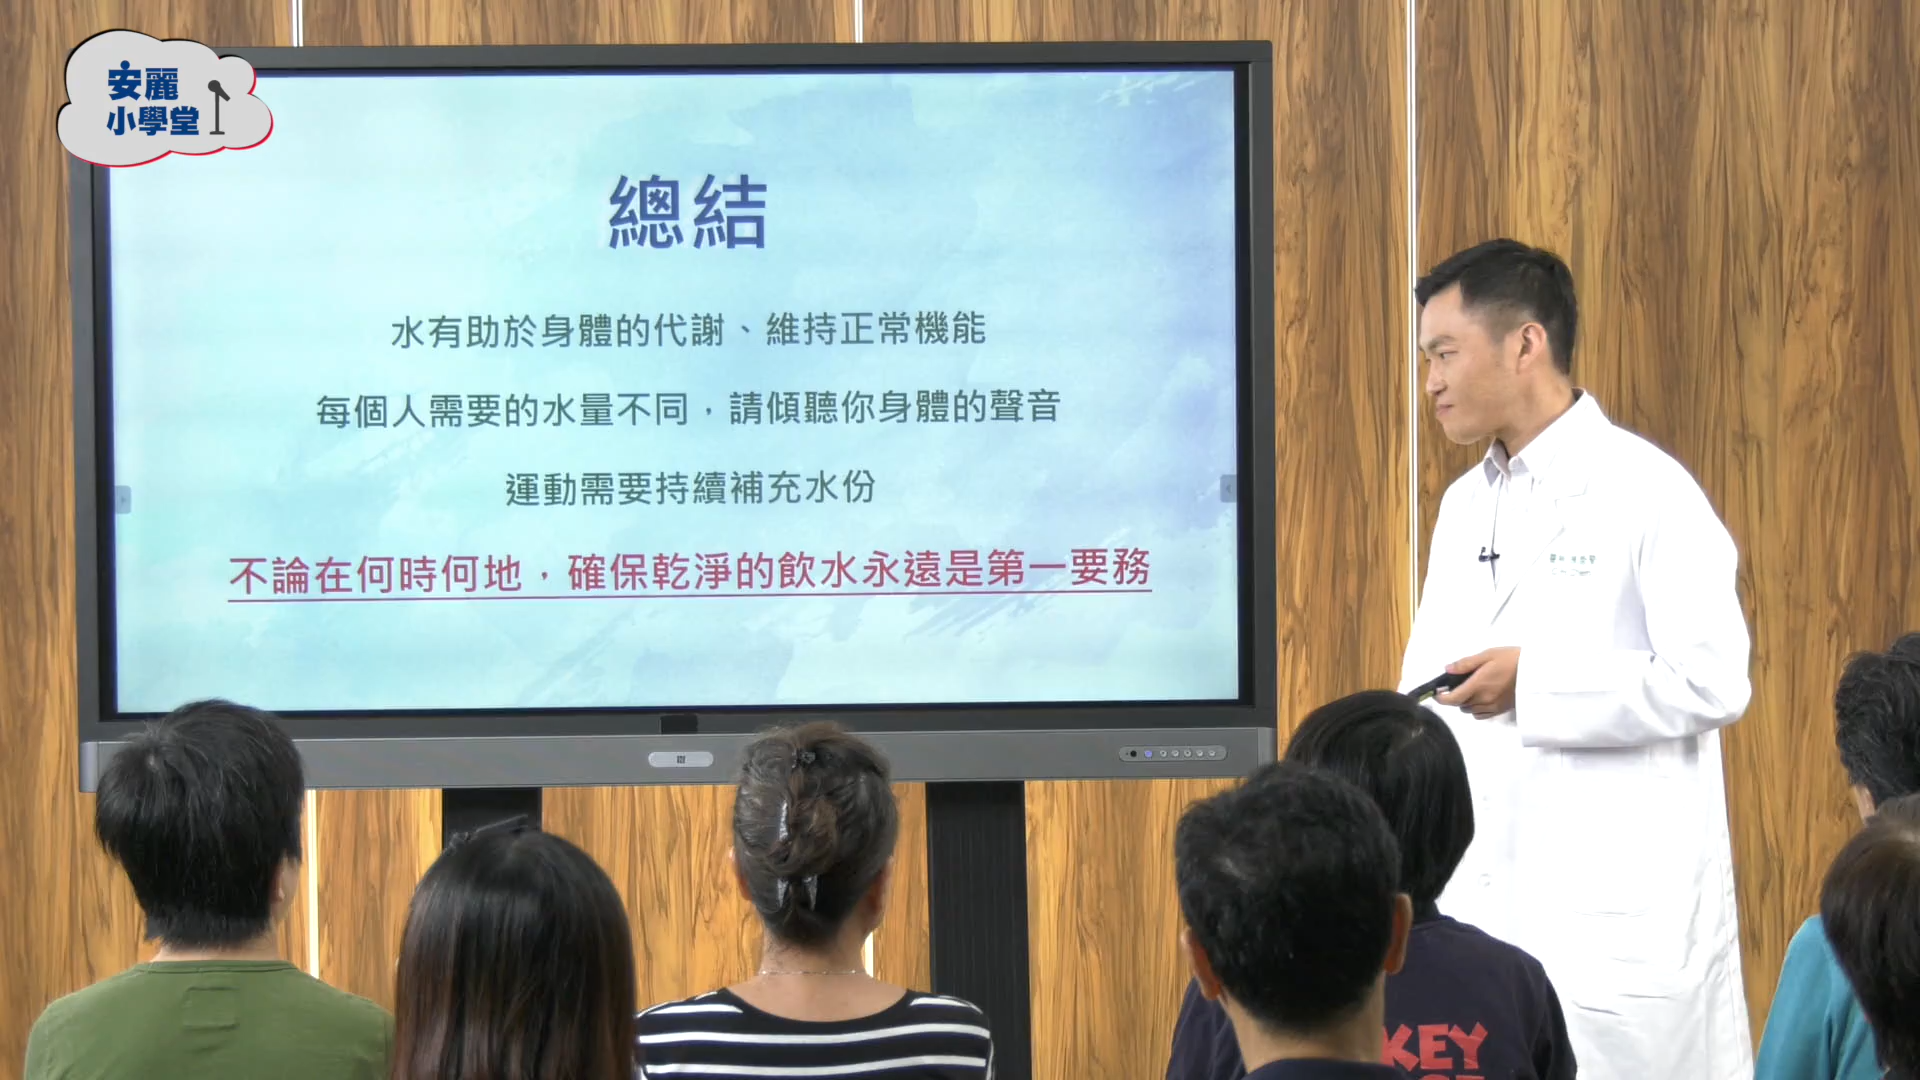 安麗
小學堂
總結
水有助於身體的代謝、維持正常機能
每個人需要的水量不同，請傾聽你身體的聲音
運動需要持續補充水份
不論在何時何地，確保乾淨的飲水永遠是第一要務
KEY